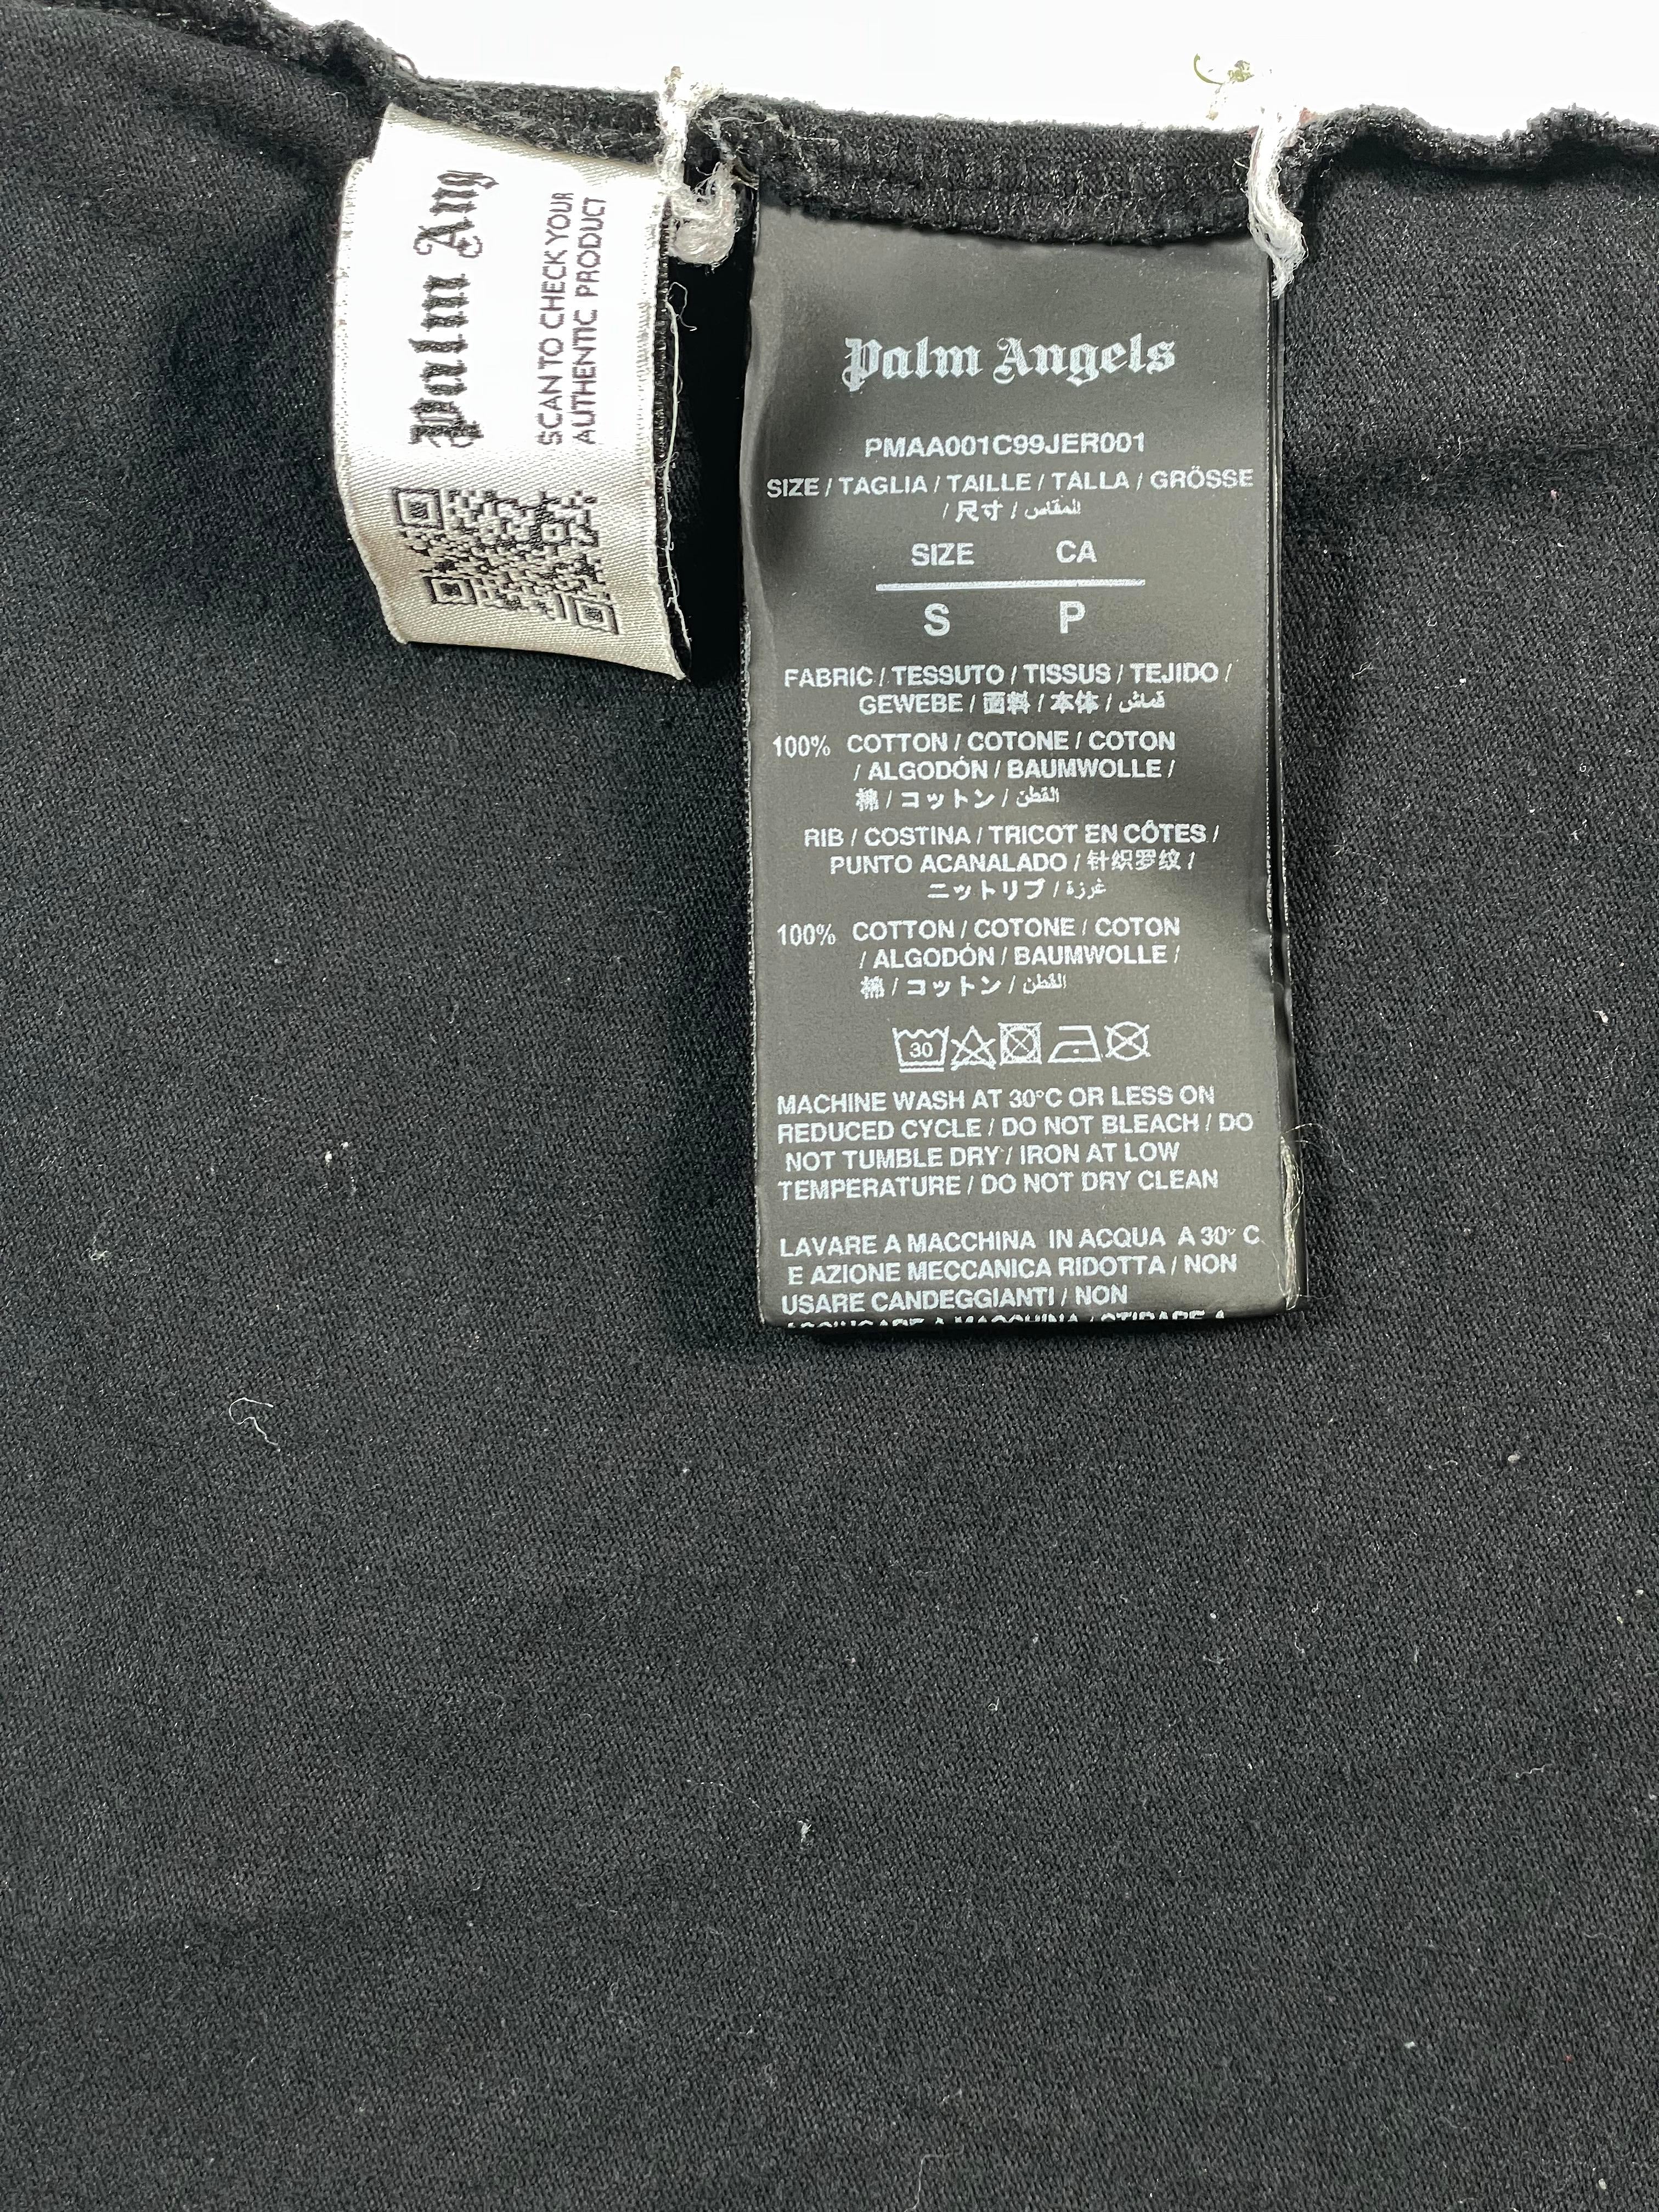 Palm Ang
SCAN TO CHECK YOUR
AUTHENTIC PRODUCT
Palm Angels
PMAA001C99JER001
SIZE / TAGLIA / TAILLE / TALLA / GRÖSSE
/ 尺寸 / المقاس
SIZE CA
S P
FABRIC / TESSUTO / TISSUS / TEJIDO /
GEWEBE / 面料 / 本体 / قماش
100% COTTON / COTONE / COTON
/ ALGODÓN / BAUMWOLLE /
棉 / コットン / القطن
RIB / COSTINA / TRICOT EN CÔTES /
PUNTO ACANALADO / 针织罗纹 /
ニットリブ / غرزة
100% COTTON / COTONE / COTON
/ ALGODÓN / BAUMWOLLE /
棉 / コットン / القطن
30
MACHINE WASH AT 30°C OR LESS ON
REDUCED CYCLE / DO NOT BLEACH / DO
NOT TUMBLE DRY / IRON AT LOW
TEMPERATURE / DO NOT DRY CLEAN
LAVARE A MACCHINA IN ACQUA A 30° C
E AZIONE MECCANICA RIDOTTA / NON
USARE CANDEGGIANTI / NON
ASCIUGARE A MACCHINA / STIRARE A